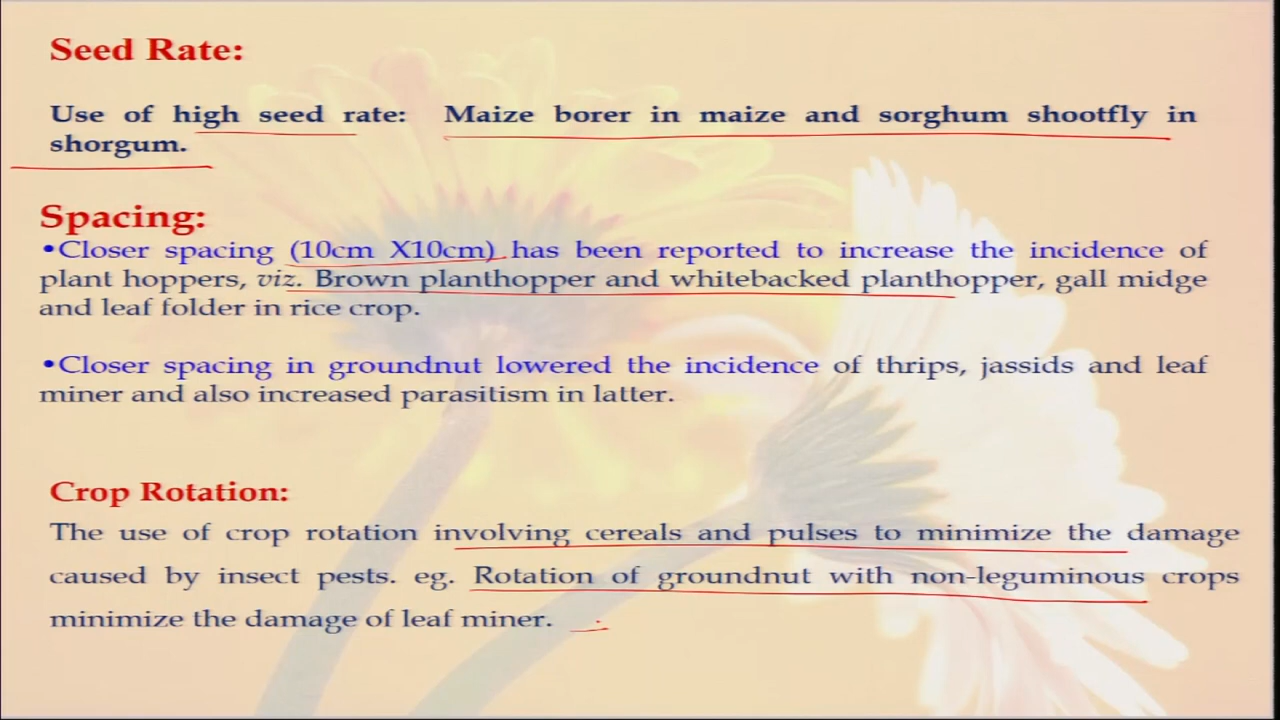 Seed Rate:
Use of high seed rate: Maize borer in maize and sorghum shootfly in
shorgum.
Spacing:
•Closer spacing (10cm X10cm) has been reported to increase the incidence of
plant hoppers, viz. Brown planthopper and whitebacked planthopper, gall midge
and leaf folder in rice crop.
•Closer spacing in groundnut lowered the incidence of thrips, jassids and leaf
miner and also increased parasitism in latter.
Crop Rotation:
The use of crop rotation involving cereals and pulses to minimize the damage
caused by insect pests. eg. Rotation of groundnut with non-leguminous crops
minimize the damage of leaf miner.